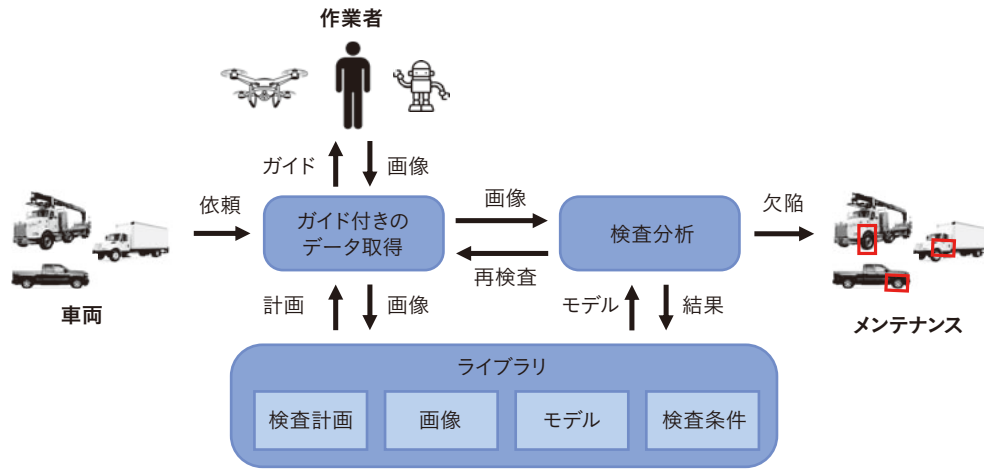 作業者
ガイド
画像
依頼
ガイド付きの
データ取得
画像
再検査
検査分析
欠陥
車両
計画
画像
モデル
結果
メンテナンス
ライブラリ
検査計画
画像
モデル
検査条件